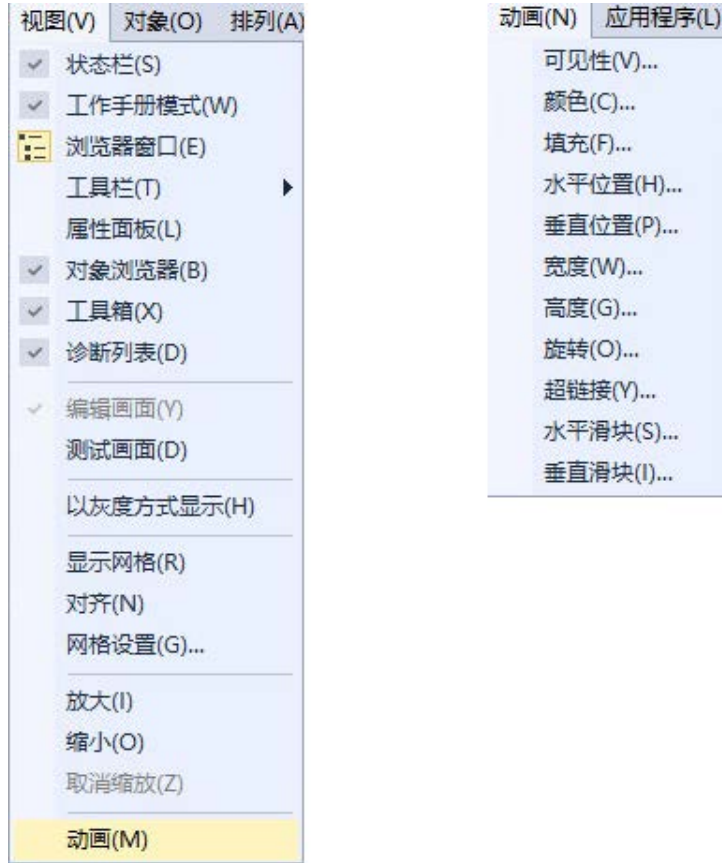 视图(V) 对象(O) 排列(A)
状态栏(S)
工作手册模式(W)
浏览器窗口(E)
工具栏(T)
属性面板(L)
对象浏览器(B)
工具箱(X)
诊断列表(D)
编辑画面(Y)
测试画面(D)
以灰度方式显示(H)
显示网格(R)
对齐(N)
网格设置(G)...
放大(I)
缩小(O)
取消缩放(Z)
动画(M)
动画(N) 应用程序(L)
可见性(V)...
颜色(C)...
填充(F)...
水平位置(H)...
垂直位置(P)...
宽度(W)...
高度(G)...
旋转(O)...
超链接(Y)...
水平滑块(S)...
垂直滑块(I)...